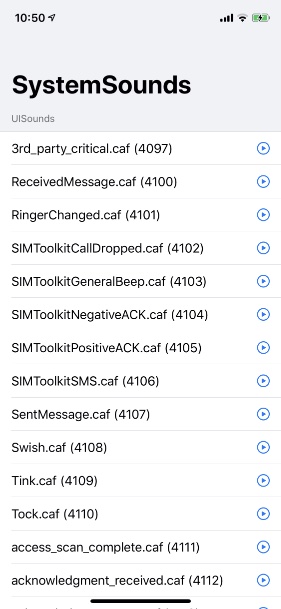 10:50
SystemSounds
UISounds
3rd_party_critical.caf (4097)
ReceivedMessage.caf (4100)
RingerChanged.caf (4101)
SIMToolkitCallDropped.caf (4102)
SIMToolkitGeneralBeep.caf (4103)
SIMToolkitNegativeACK.caf (4104)
SIMToolkitPositiveACK.caf (4105)
SIMToolkitSMS.caf (4106)
SentMessage.caf (4107)
Swish.caf (4108)
Tink.caf (4109)
Tock.caf (4110)
access_scan_complete.caf (4111)
acknowledgment_received.caf (4112)